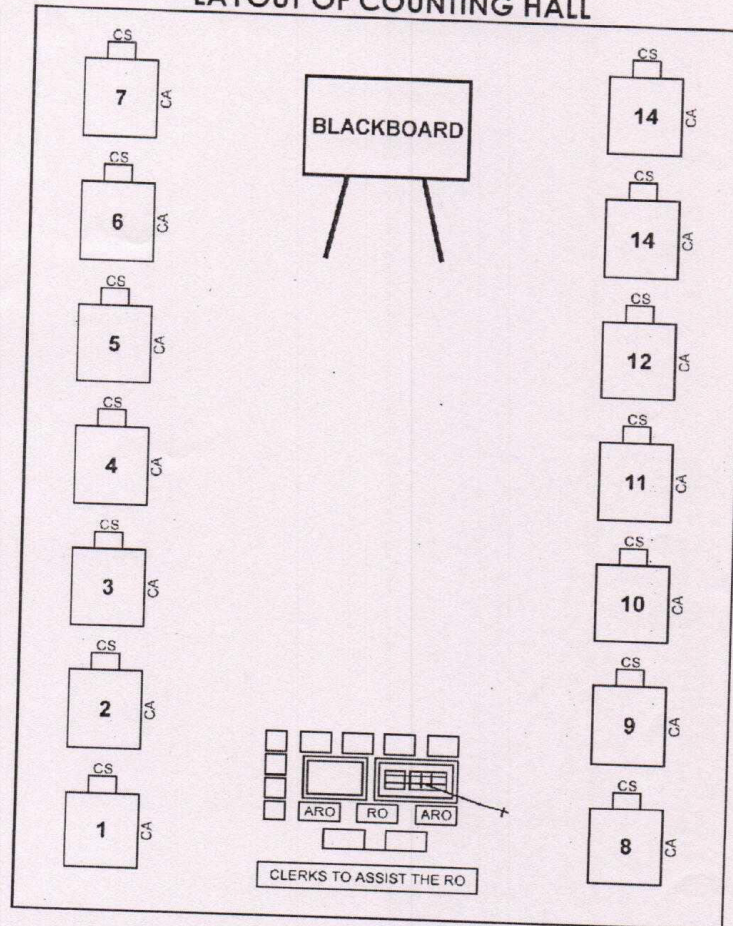 LAYOUT OF COUNTING HALL
CS
7
CA
CS
6
CA
CS
5
CA
CS
4
CA
CS
3
CA
CS
2
CA
CS
1
CA
BLACKBOARD
CS
14
CA
CS
14
CA
CS
12
CA
CS
11
CA
CS
10
CA
CS
9
CA
CS
8
CA
ARO RO ARO
CLERKS TO ASSIST THE RO